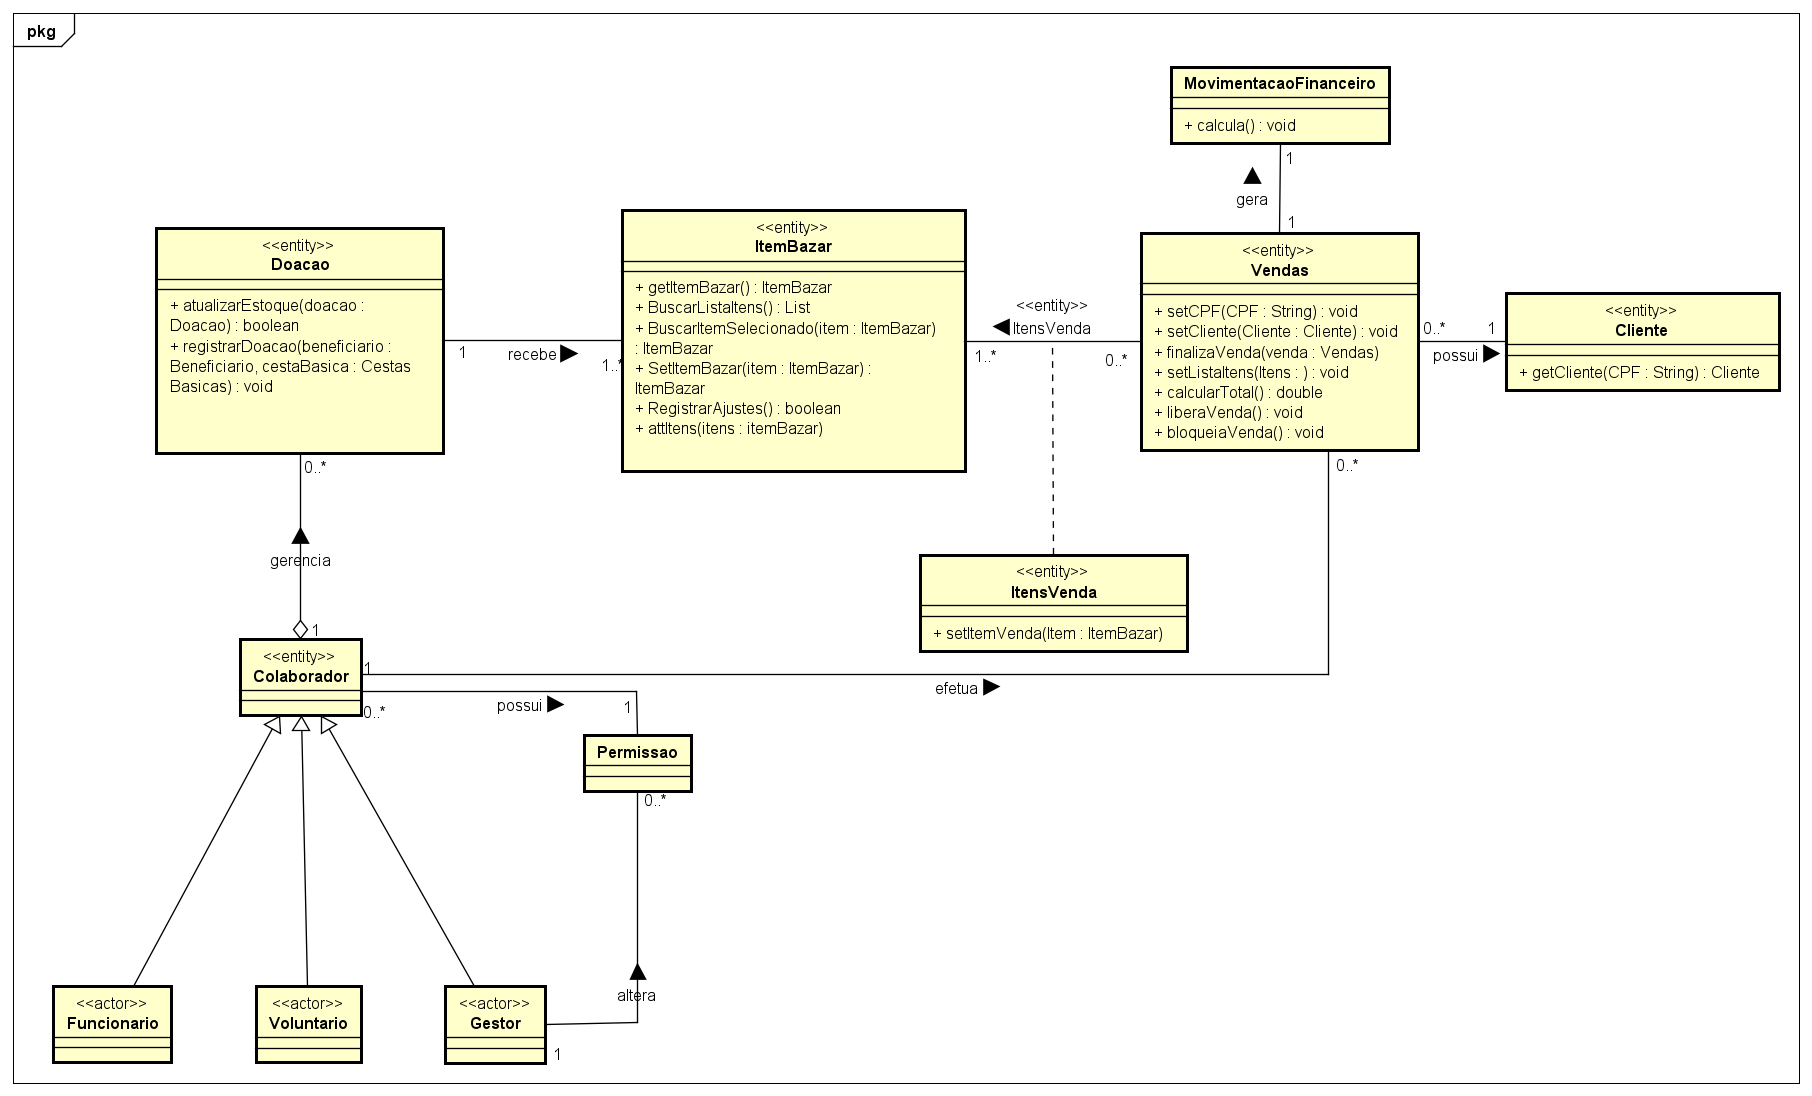 pkg
MovimentacaoFinanceiro
+ calcula() : void
1
gera
1
<<entity>>
Doacao
+ atualizarEstoque(doacao :
Doacao) : boolean
+ registrarDoacao(beneficiario :
Beneficiario, cestaBasica : Cestas
Basicas) : void
1
recebe
1..*
<<entity>>
ItemBazar
+ getItemBazar() : ItemBazar
+ BuscarListaItens() : List
+ BuscarItemSelecionado(item : ItemBazar)
: ItemBazar
+ SetItemBazar(item : ItemBazar) :
ItemBazar
+ RegistrarAjustes() : boolean
+ attItens(itens : itemBazar)
<<entity>>
ItensVenda
1..*
0..*
<<entity>>
Vendas
+ setCPF(CPF : String) : void
+ setCliente(Cliente : Cliente) : void
+ finalizaVenda(venda : Vendas)
+ setListaItens(Itens : ) : void
+ calcularTotal() : double
+ liberaVenda() : void
+ bloqueiaVenda() : void
0..*
1
possui
<<entity>>
Cliente
+ getCliente(CPF : String) : Cliente
0..*
0..*
gerencia
1
<<entity>>
ItensVenda
+ setItemVenda(Item : ItemBazar)
<<entity>>
Colaborador
1
efetua
0..*
possui
1
Permissao
0..*
altera
<<actor>>
Funcionario
<<actor>>
Voluntario
<<actor>>
Gestor
1